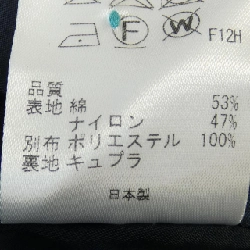 F W F12H
品質
表地 綿 53%
ナイロン 47%
別布 ポリエステル 100%
裏地 キュプラ
日本製